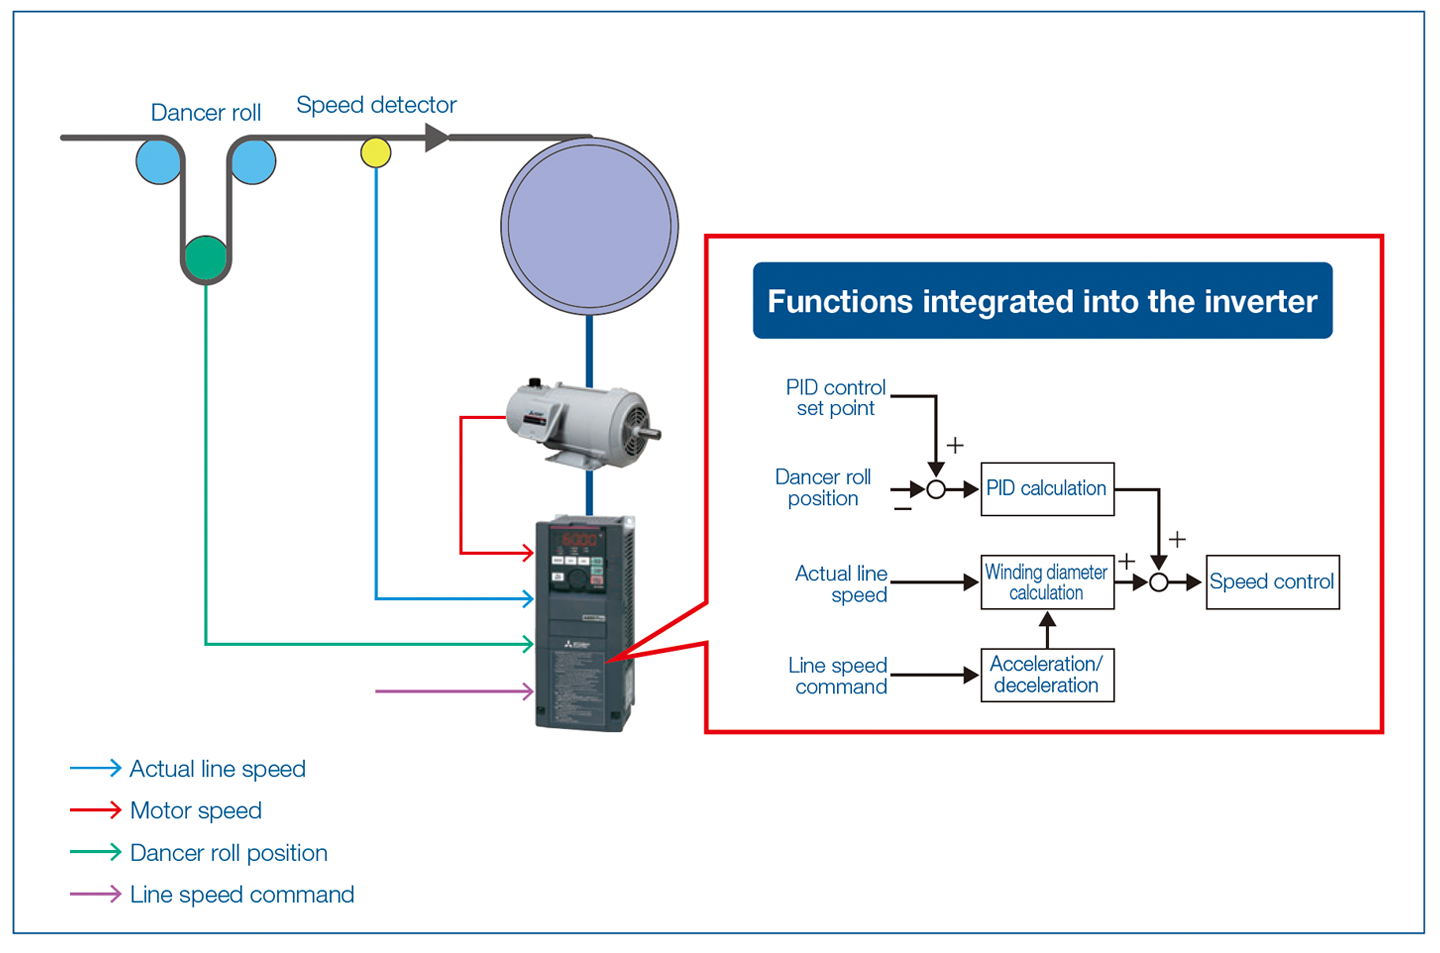 Dancer roll
Speed detector
Functions integrated into the inverter
PID control
set point
+
Dancer roll
position
−
PID calculation
+
Actual line
speed
Winding diameter
calculation
+
Speed control
Line speed
command
Acceleration/
deceleration
Actual line speed
Motor speed
Dancer roll position
Line speed command